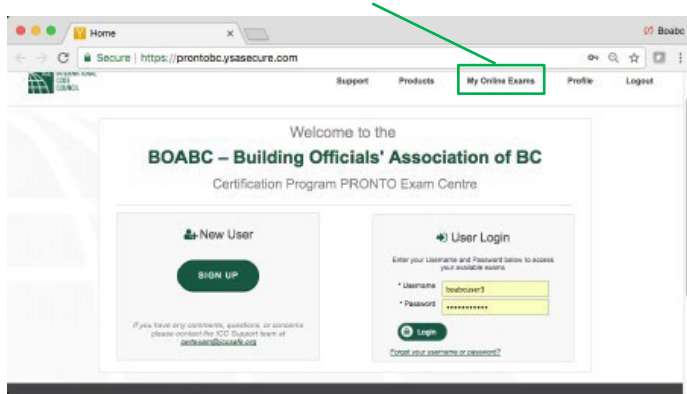 Home
Boabc
Secure | https://prontobc.ysasecure.com
INTERNATIONAL
CODE
COUNCIL
Support Products My Online Exams Profile Logout
Welcome to the
BOABC – Building Officials' Association of BC
Certification Program PRONTO Exam Centre
New User
SIGN UP
If you have any comments, questions, or concerns
please contact the ICC Support team at
certexam@iccsafe.org
User Login
Enter your Username and Password below to access
your available exams
* Username boabcuser3
* Password ***********
Login
Forgot your username or password?